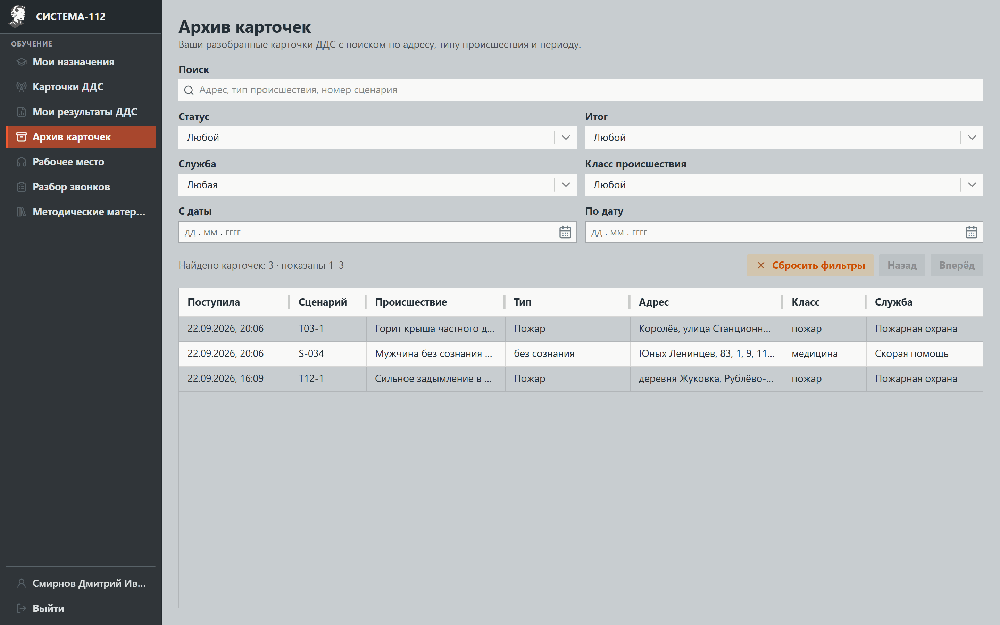 СИСТЕМА-112
ОБУЧЕНИЕ
Мои назначения
Карточки ДДС
Мои результаты ДДС
Архив карточек
Рабочее место
Разбор звонков
Методические матер...
Смирнов Дмитрий Ив...
Выйти
Архив карточек
Ваши разобранные карточки ДДС с поиском по адресу, типу происшествия и периоду.
Поиск
Адрес, тип происшествия, номер сценария
Статус Итог
Любой Любой
Служба Класс происшествия
Любая Любой
С даты По дату
дд . мм . гггг дд . мм . гггг
Найдено карточек: 3 · показаны 1–3 Сбросить фильтры Назад Вперёд
Поступила Сценарий Происшествие Тип Адрес Класс Служба
22.09.2026, 20:06 T03-1 Горит крыша частного д... Пожар Королёв, улица Станционн... пожар Пожарная охрана
22.09.2026, 20:06 S-034 Мужчина без сознания ... без сознания Юных Ленинцев, 83, 1, 9, 11... медицина Скорая помощь
22.09.2026, 16:09 T12-1 Сильное задымление в ... Пожар деревня Жуковка, Рублёво-... пожар Пожарная охрана